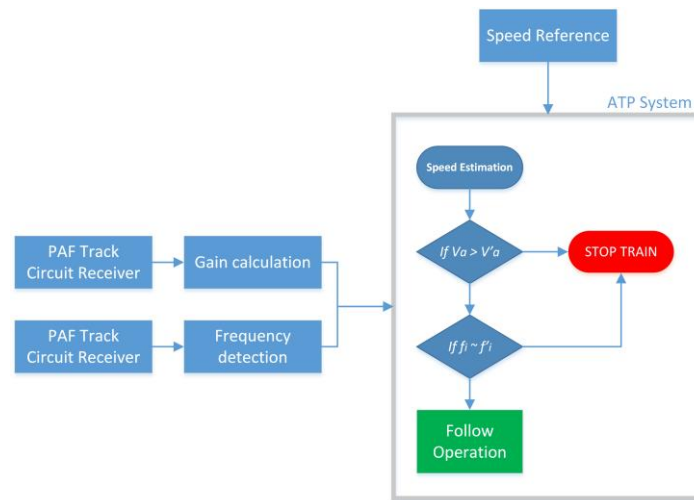 Speed Reference
ATP System
Speed Estimation
If Va > V'a
STOP TRAIN
PAF Track
Circuit Receiver
Gain calculation
PAF Track
Circuit Receiver
Frequency
detection
If fi ~ f'i
Follow
Operation